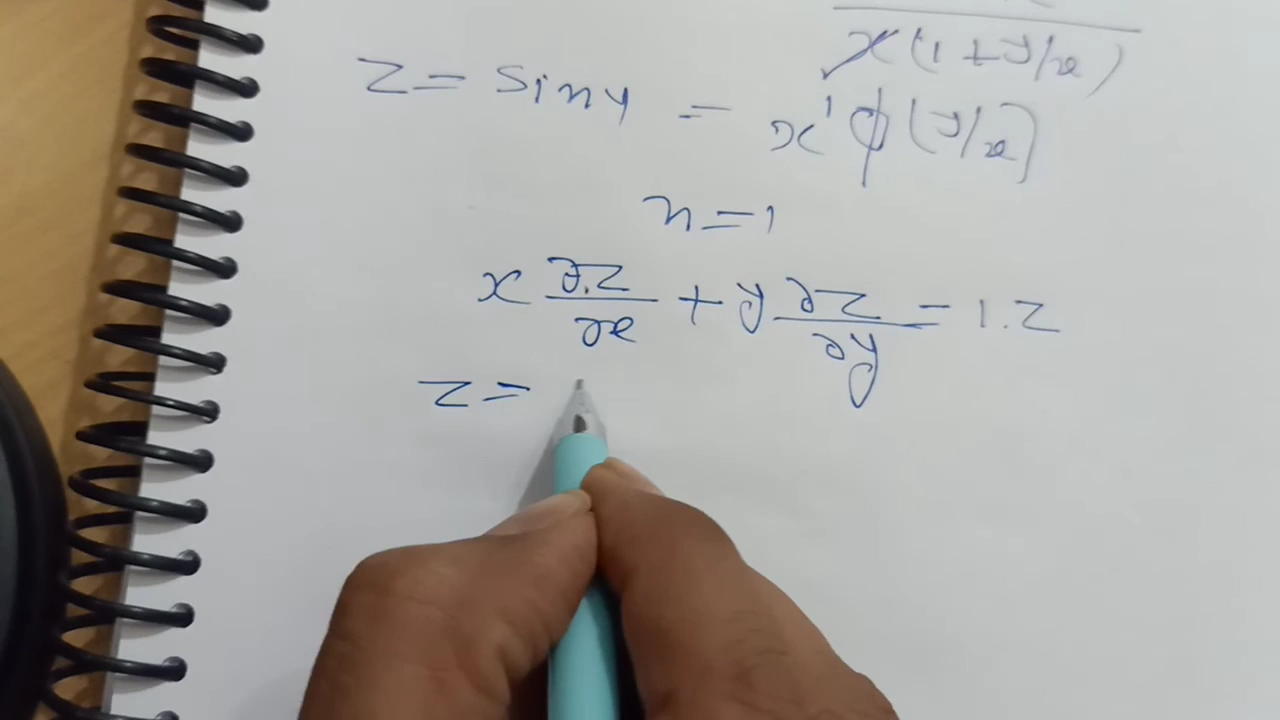 x(1+y/x)
z = sin u = x¹ φ(y/x)
n = 1
x ∂z/∂x + y ∂z/∂y = 1.z
z =